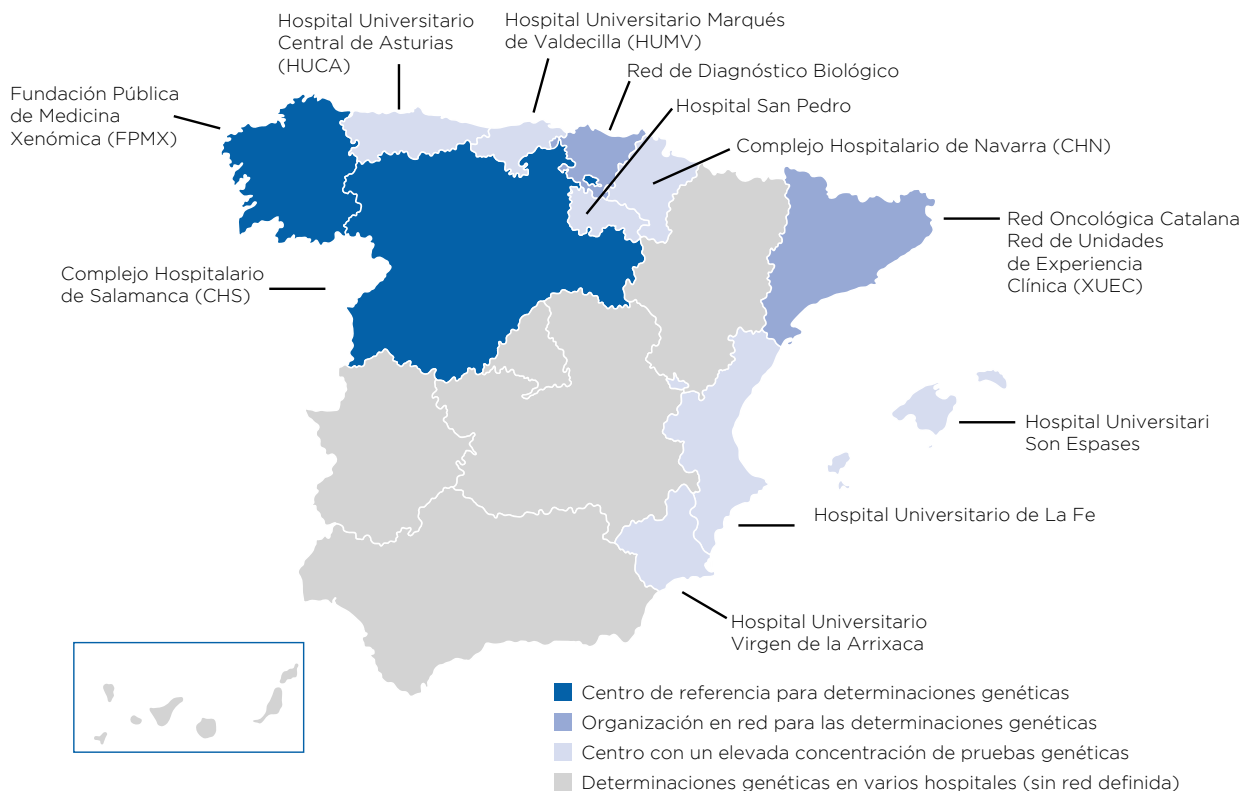 Hospital Universitario
Central de Asturias
(HUCA)
Hospital Universitario Marqués
de Valdecilla (HUMV)
Red de Diagnóstico Biológico
Hospital San Pedro
Complejo Hospitalario de Navarra (CHN)
Fundación Pública
de Medicina
Xenómica (FPMX)
Red Oncológica Catalana
Red de Unidades
de Experiencia
Clínica (XUEC)
Complejo Hospitalario
de Salamanca (CHS)
Hospital Universitari
Son Espases
Hospital Universitario de La Fe
Hospital Universitario
Virgen de la Arrixaca
Centro de referencia para determinaciones genéticas
Organización en red para las determinaciones genéticas
Centro con un elevada concentración de pruebas genéticas
Determinaciones genéticas en varios hospitales (sin red definida)